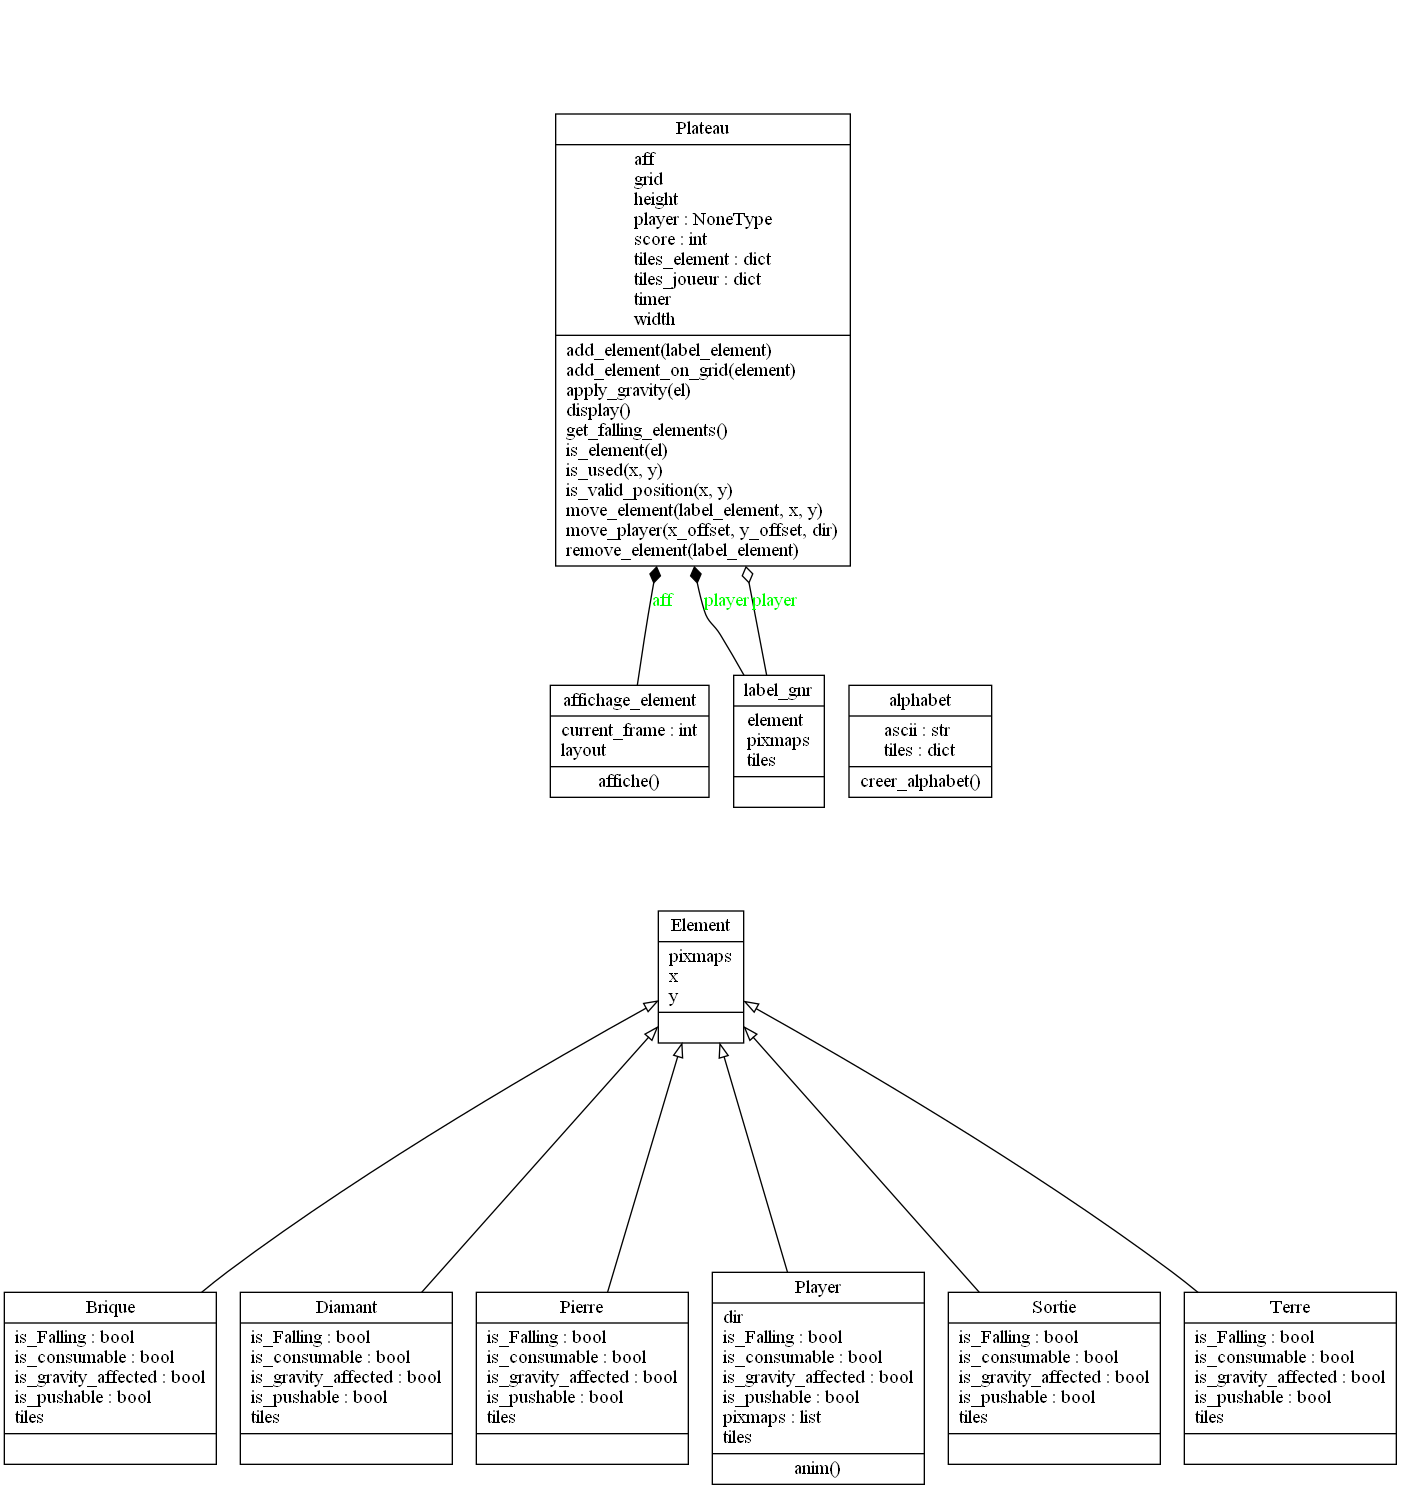 Plateau
aff
grid
height
player : NoneType
score : int
tiles_element : dict
tiles_joueur : dict
timer
width
add_element(label_element)
add_element_on_grid(element)
apply_gravity(el)
display()
get_falling_elements()
is_element(el)
is_used(x, y)
is_valid_position(x, y)
move_element(label_element, x, y)
move_player(x_offset, y_offset, dir)
remove_element(label_element)
aff
player
player
affichage_element
current_frame : int
layout
affiche()
label_gnr
element
pixmaps
tiles
alphabet
ascii : str
tiles : dict
creer_alphabet()
Element
pixmaps
x
y
Brique
is_Falling : bool
is_consumable : bool
is_gravity_affected : bool
is_pushable : bool
tiles
Diamant
is_Falling : bool
is_consumable : bool
is_gravity_affected : bool
is_pushable : bool
tiles
Pierre
is_Falling : bool
is_consumable : bool
is_gravity_affected : bool
is_pushable : bool
tiles
Player
dir
is_Falling : bool
is_consumable : bool
is_gravity_affected : bool
is_pushable : bool
pixmaps : list
tiles
anim()
Sortie
is_Falling : bool
is_consumable : bool
is_gravity_affected : bool
is_pushable : bool
tiles
Terre
is_Falling : bool
is_consumable : bool
is_gravity_affected : bool
is_pushable : bool
tiles